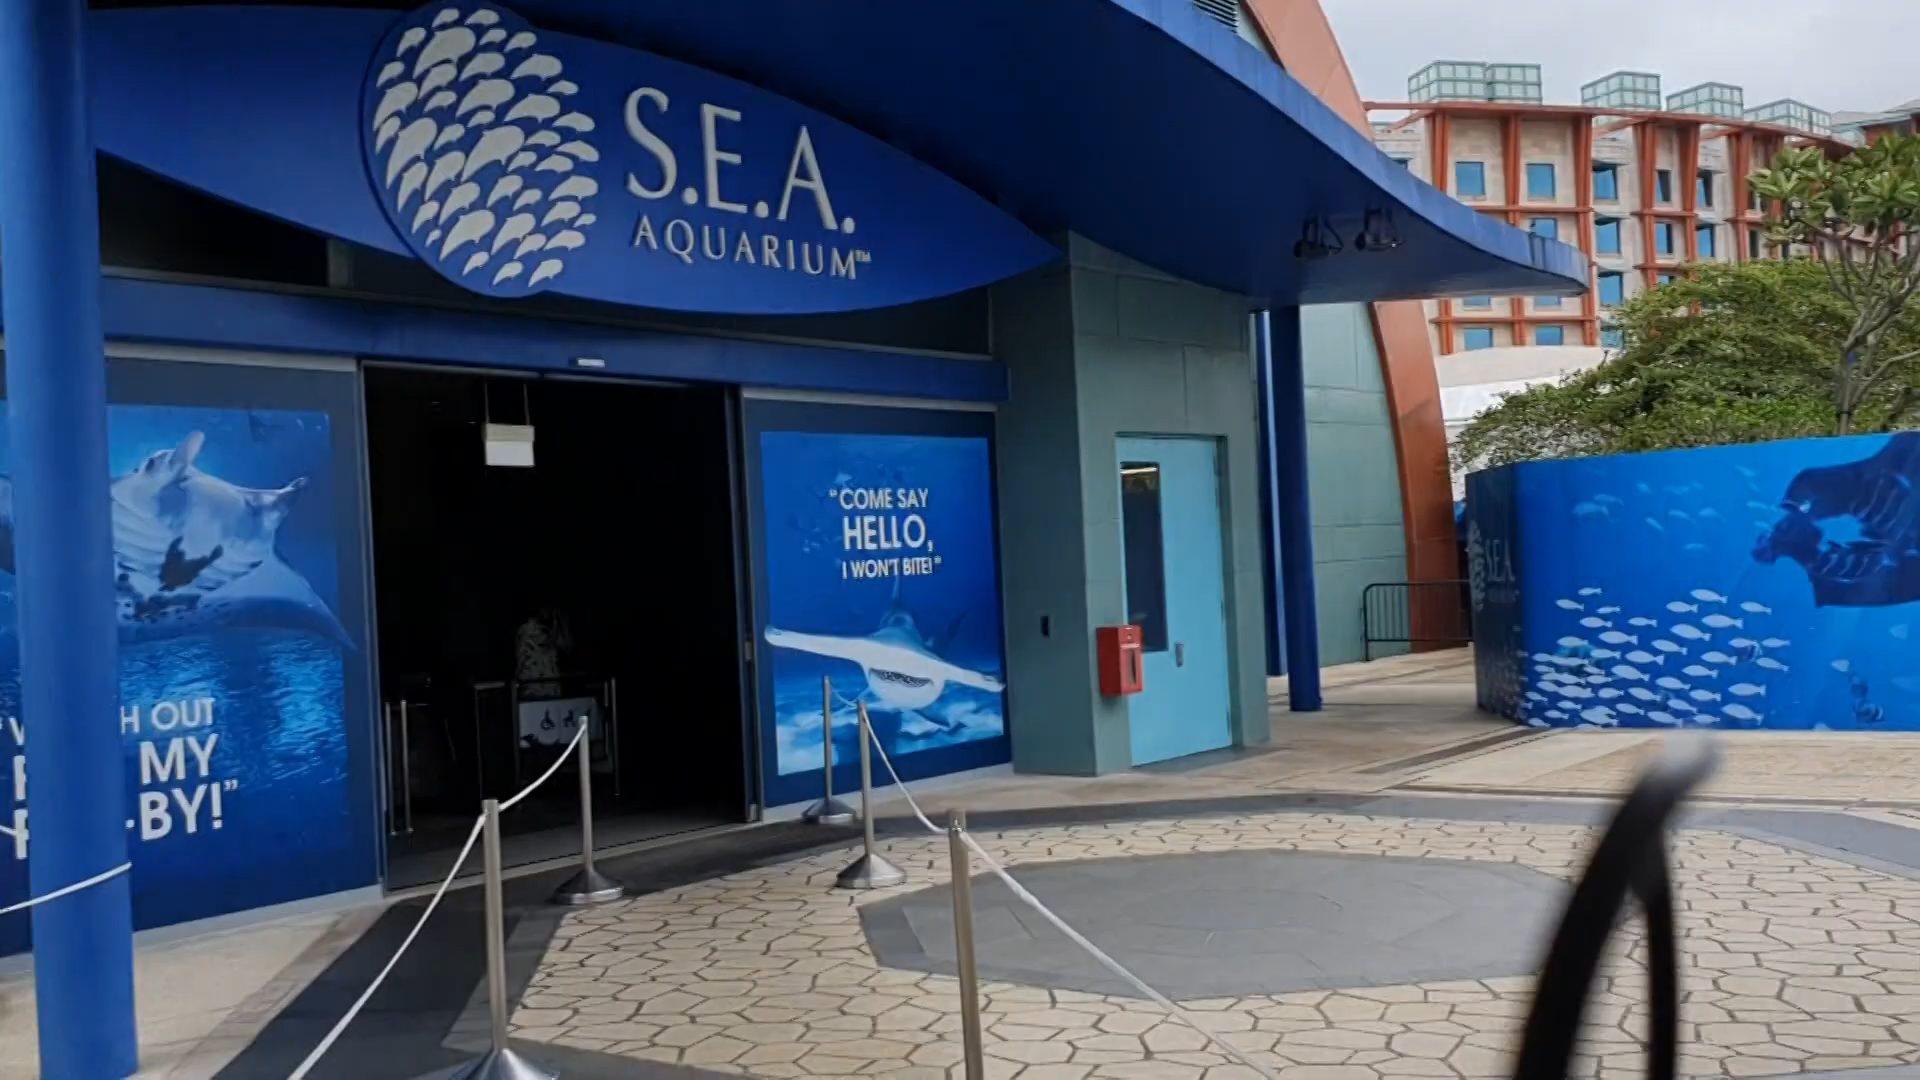 S.E.A.
AQUARIUM™
"COME SAY
HELLO,
I WON'T BITE!"
H OUT
MY
-BY!"
S.E.A.